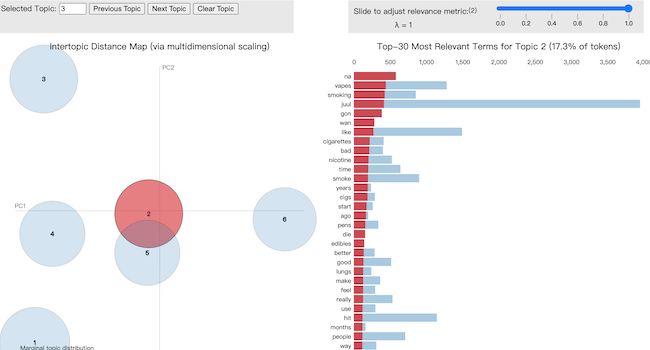 Selected Topic: 3 Previous Topic Next Topic Clear Topic
Slide to adjust relevance metric:(2)
λ = 1
0.0 0.2 0.4 0.6 0.8 1.0
Intertopic Distance Map (via multidimensional scaling)
PC2
PC1
3
2
6
4
5
1
Marginal topic distribution
Top-30 Most Relevant Terms for Topic 2 (17.3% of tokens)
0 500 1,000 1,500 2,000 2,500 3,000 3,500 4,000
na
vapes
smoking
juul
gon
wan
like
cigarettes
bad
nicotine
time
smoke
years
cigs
start
ago
pens
die
edibles
better
good
lungs
make
feel
really
use
hit
months
people
way